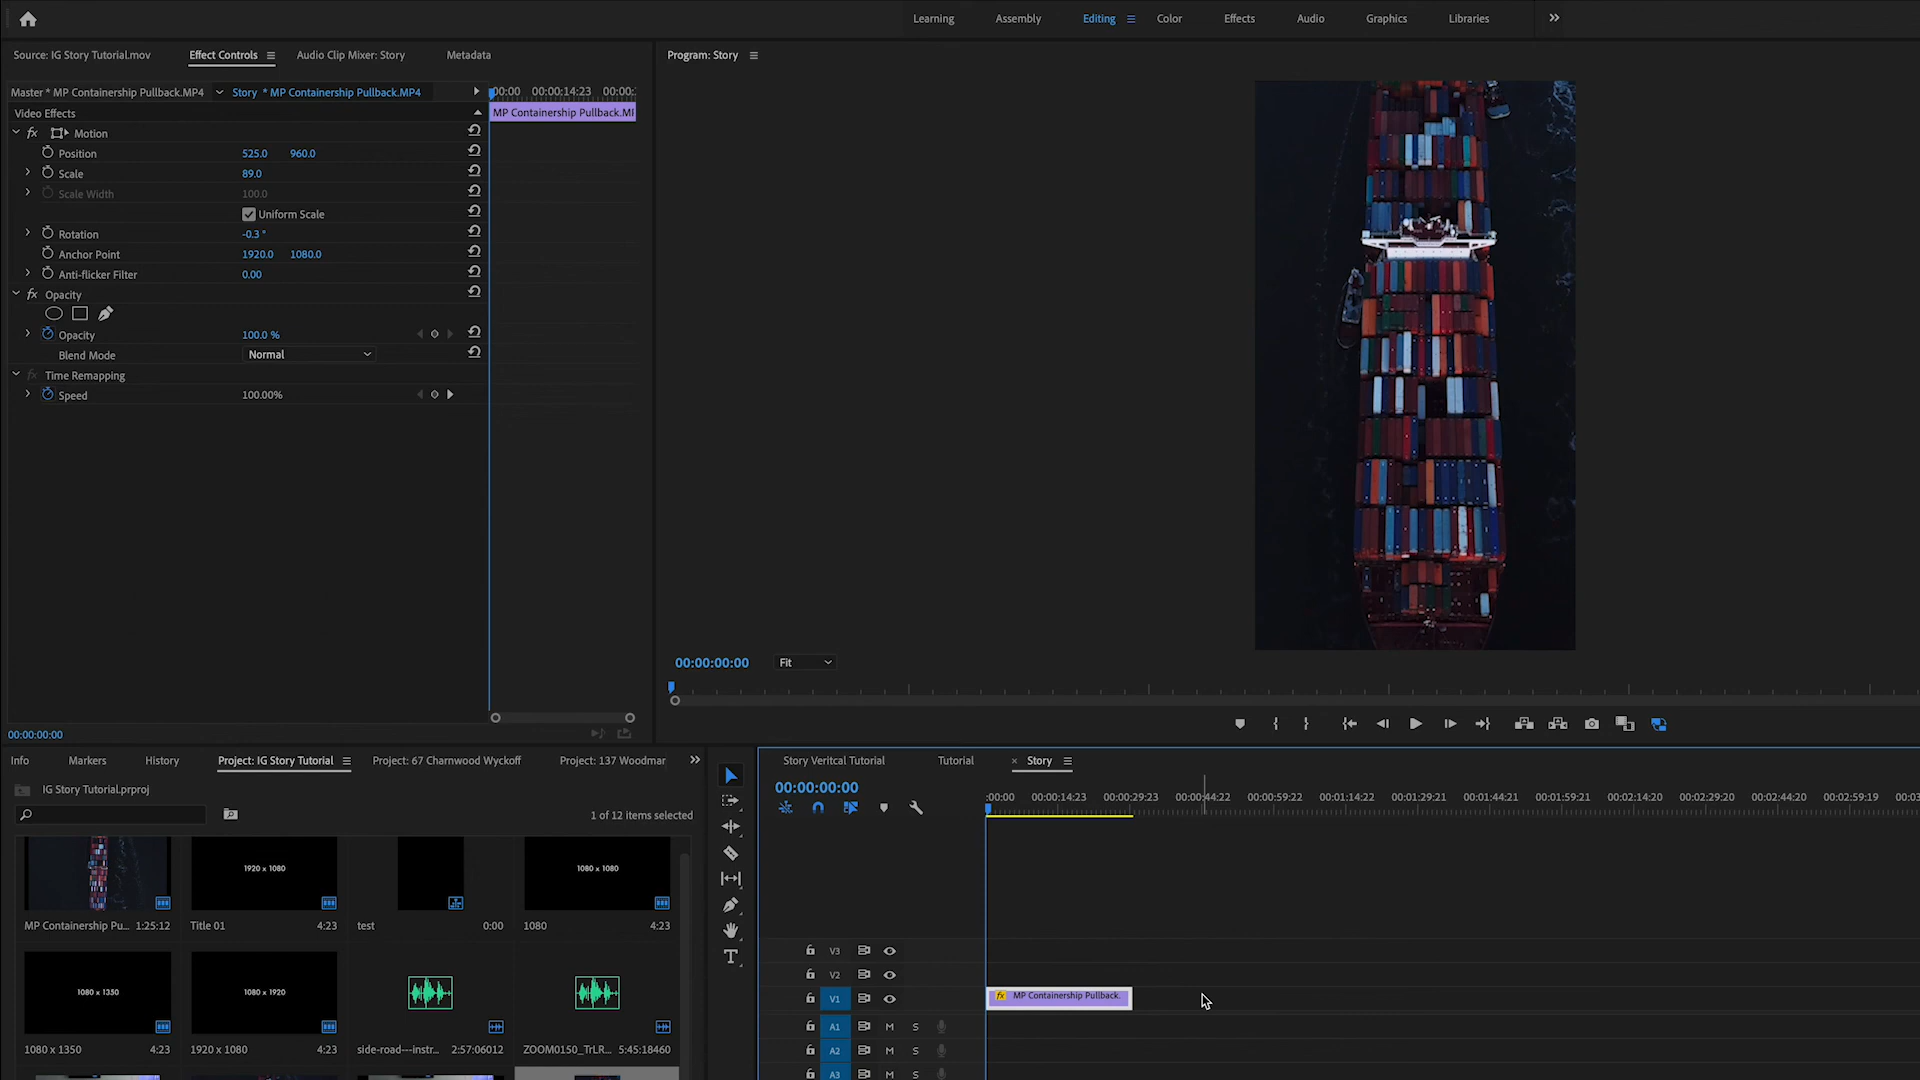 Learning Assembly Editing Color Effects Audio Graphics Libraries
Source: IG Story Tutorial.mov Effect Controls Audio Clip Mixer: Story Metadata
Program: Story
Master * MP Containership Pullback.MP4 Story * MP Containership Pullback.MP4
:00:00 00:00:14:23 00:00:
Video Effects
MP Containership Pullback.M
fx Motion
Position 525.0 960.0
Scale 89.0
Scale Width 100.0
Uniform Scale
Rotation -0.3 °
Anchor Point 1920.0 1080.0
Anti-flicker Filter 0.00
fx Opacity
Opacity 100.0 %
Blend Mode Normal
fx Time Remapping
Speed 100.00%
00:00:00:00 Fit
00:00:00:00
Info Markers History Project: IG Story Tutorial Project: 67 Charnwood Wyckoff Project: 137 Woodmar
IG Story Tutorial.prproj
1 of 12 items selected
1920 x 1080
1080 x 1080
MP Containership Pu... 1:25:12
Title 01 4:23
test 0:00
1080 4:23
1080 x 1350
1080 x 1920
1080 x 1350 4:23
1920 x 1080 4:23
side-road---instr... 2:57:06012
ZOOM0150_TrLR... 5:45:18460
Story Veritcal Tutorial Tutorial × Story
00:00:00:00
:00:00 00:00:14:23 00:00:29:23 00:00:44:22 00:00:59:22 00:01:14:22 00:01:29:21 00:01:44:21 00:01:59:21 00:02:14:20 00:02:29:20 00:02:44:20 00:02:59:19 00:03
T
V3
V2
V1
fx MP Containership Pullback.
A1 M S
A2 M S
A3 M S